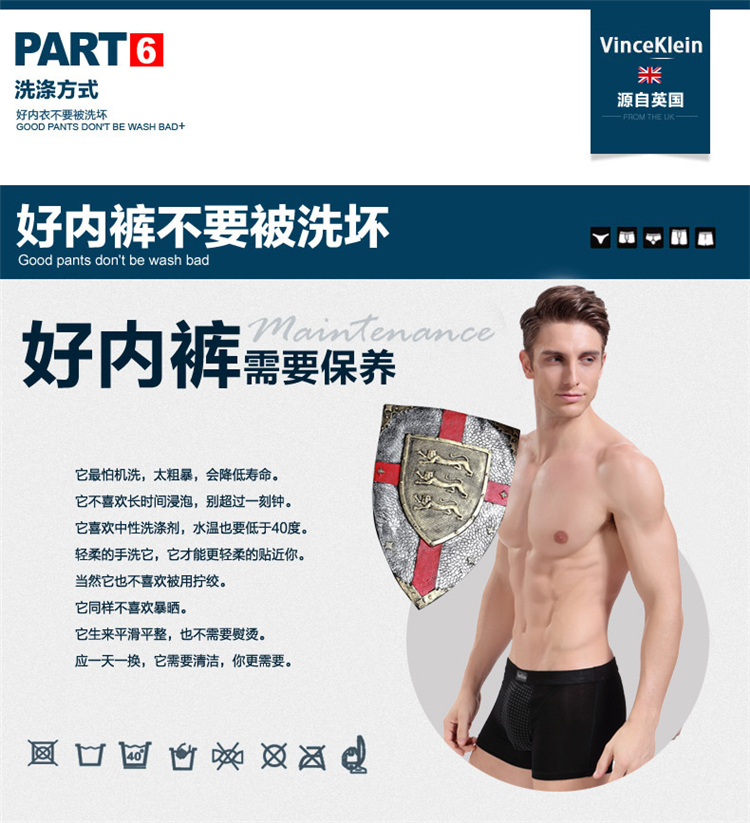 PART 6
VinceKlein
洗涤方式
源自英国
FROM THE UK
好内衣不要被洗坏
GOOD PANTS DON'T BE WASH BAD+
好内裤不要被洗坏
Good pants don't be wash bad
Maintenance
好内裤需要保养
它最怕机洗，太粗暴，会降低寿命。
它不喜欢长时间浸泡，别超过一刻钟。
它喜欢中性洗涤剂，水温也要低于40度。
轻柔的手洗它，它才能更轻柔的贴近你。
当然它也不喜欢被用拧绞。
它同样不喜欢暴晒。
它生来平滑平整，也不需要熨烫。
应一天一换，它需要清洁，你更需要。
40°